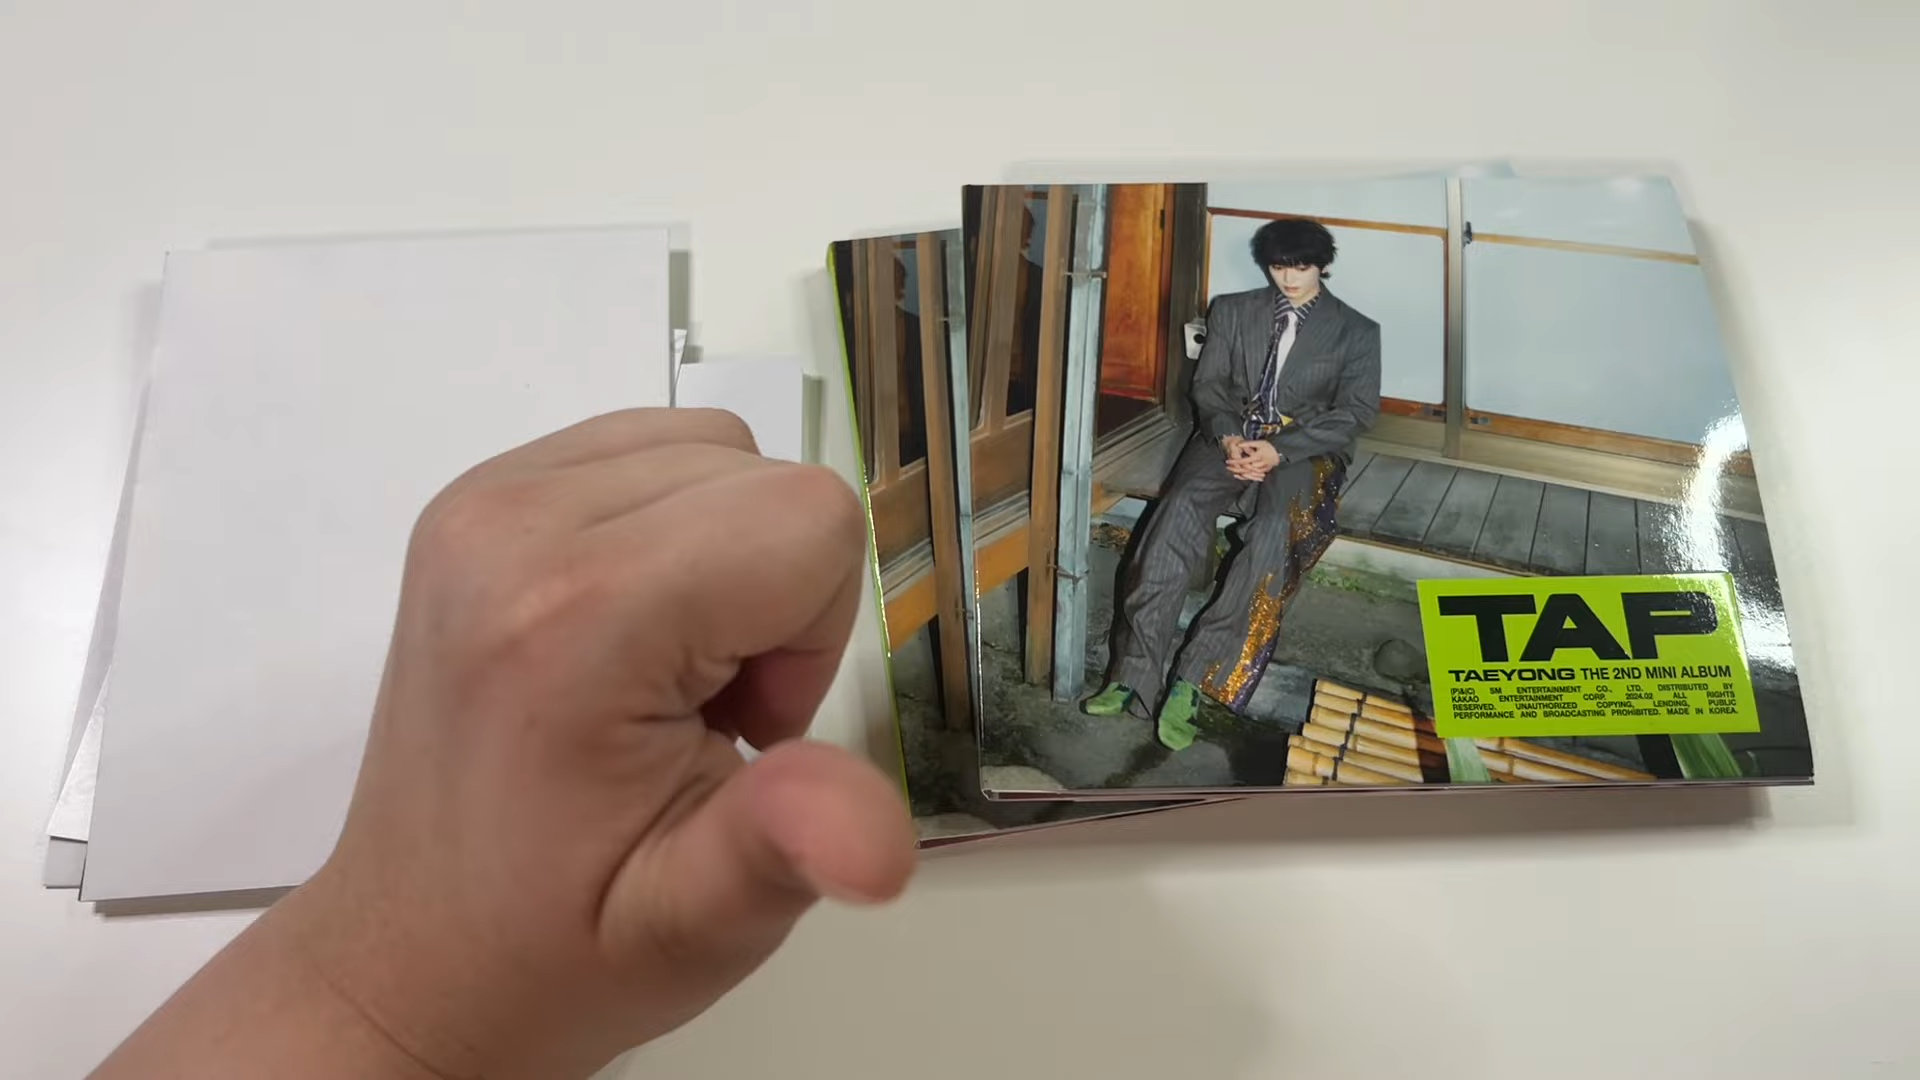 TAP
TAEYONG THE 2ND MINI ALBUM
(P)&(C) SM ENTERTAINMENT CO., LTD. DISTRIBUTED BY
KAKAO ENTERTAINMENT CORP. 2024.02 ALL RIGHTS
RESERVED. UNAUTHORIZED COPYING, LENDING, PUBLIC
PERFORMANCE AND BROADCASTING PROHIBITED. MADE IN KOREA.